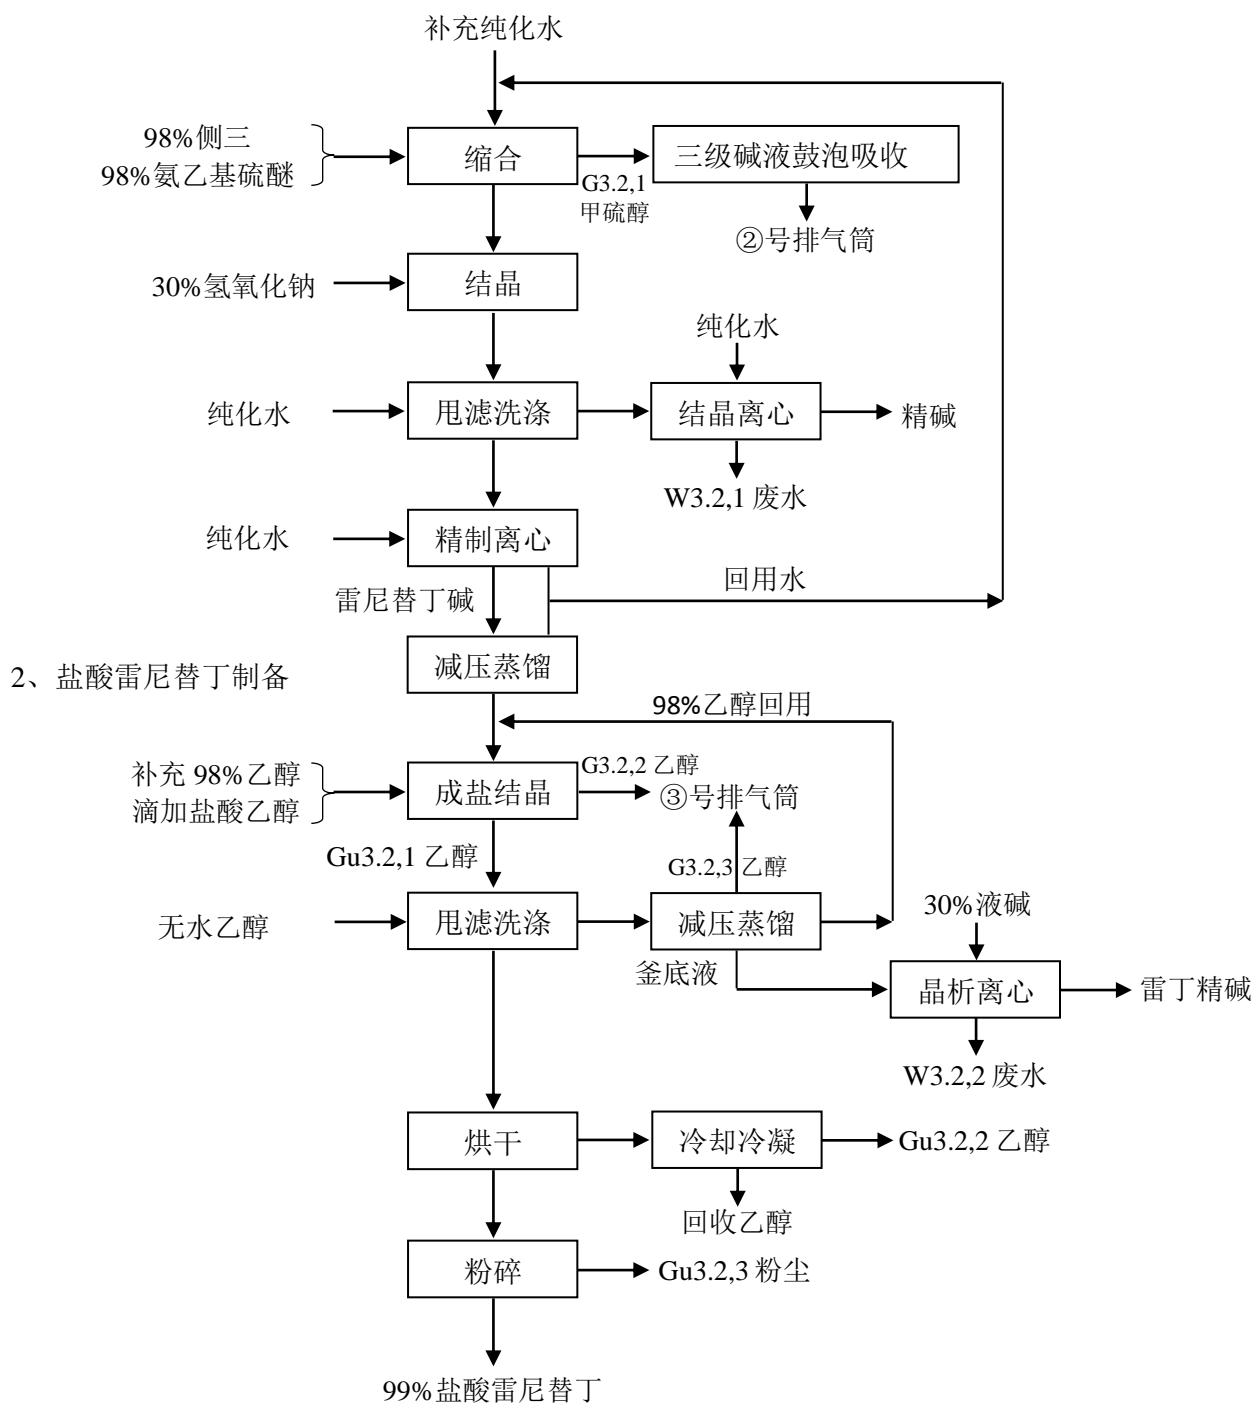 补充纯化水
98%侧三
98%氨乙基硫醚
缩合
三级碱液鼓泡吸收
G3.2,1
甲硫醇
②号排气筒
30%氢氧化钠
结晶
纯化水
纯化水
甩滤洗涤
结晶离心
精碱
W3.2,1 废水
纯化水
精制离心
回用水
雷尼替丁碱
减压蒸馏
2、盐酸雷尼替丁制备
98%乙醇回用
补充 98%乙醇
滴加盐酸乙醇
成盐结晶
G3.2,2 乙醇
③号排气筒
Gu3.2,1 乙醇
G3.2,3 乙醇
无水乙醇
甩滤洗涤
减压蒸馏
30%液碱
釜底液
晶析离心
雷丁精碱
W3.2,2 废水
烘干
冷却冷凝
Gu3.2,2 乙醇
回收乙醇
粉碎
Gu3.2,3 粉尘
99%盐酸雷尼替丁